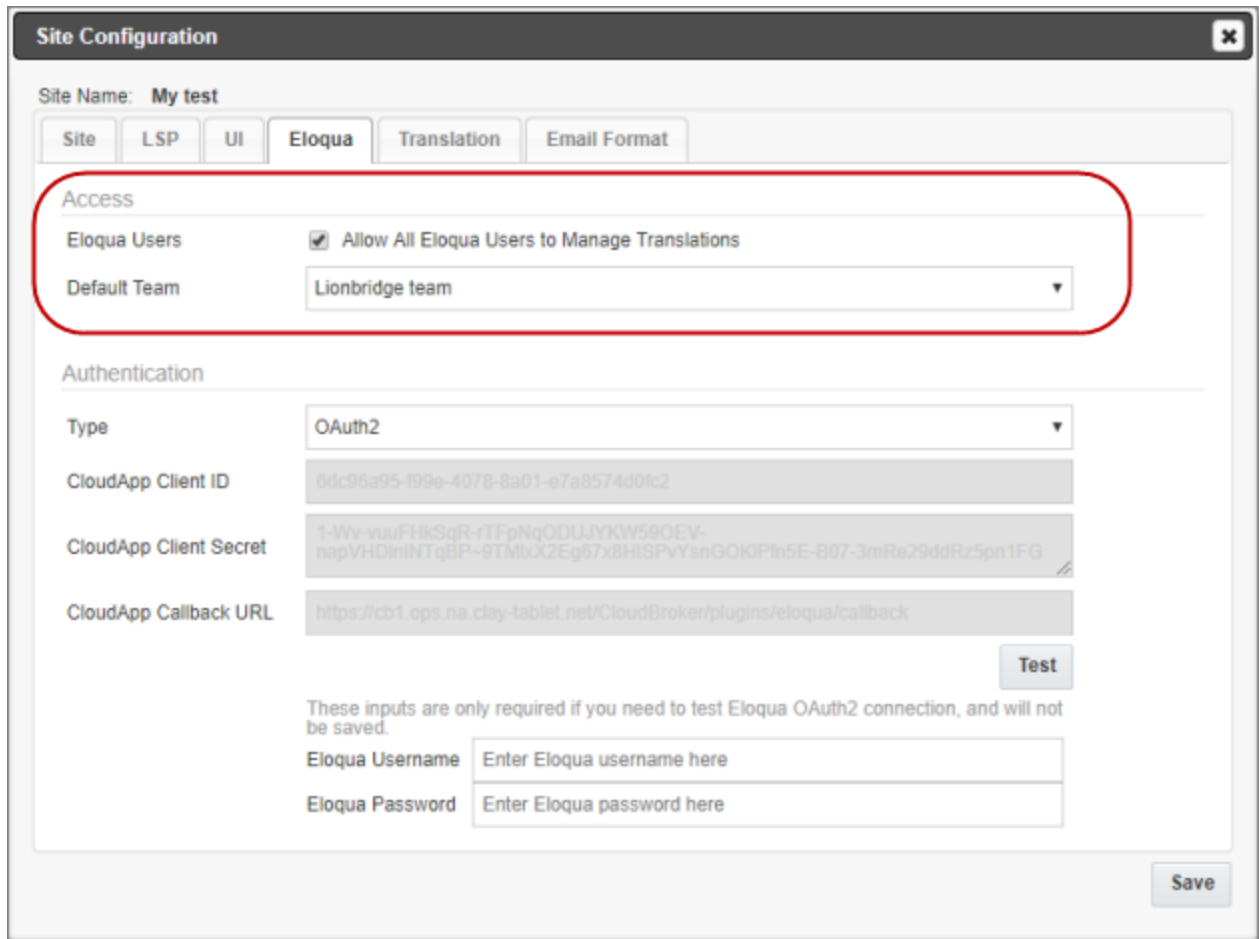 Site Configuration
Site Name: My test
Site LSP UI Eloqua Translation Email Format
Access
Eloqua Users Allow All Eloqua Users to Manage Translations
Default Team Lionbridge team
Authentication
Type OAuth2
CloudApp Client ID 6dc96a95-f99e-4078-8a01-e7a8574d0fc2
CloudApp Client Secret
CloudApp Callback URL https://cb1.ops.na.clay-tablet.net/CloudBroker/plugins/eloqua/callback
Test
These inputs are only required if you need to test Eloqua OAuth2 connection, and will not
be saved.
Eloqua Username Enter Eloqua username here
Eloqua Password Enter Eloqua password here
Save